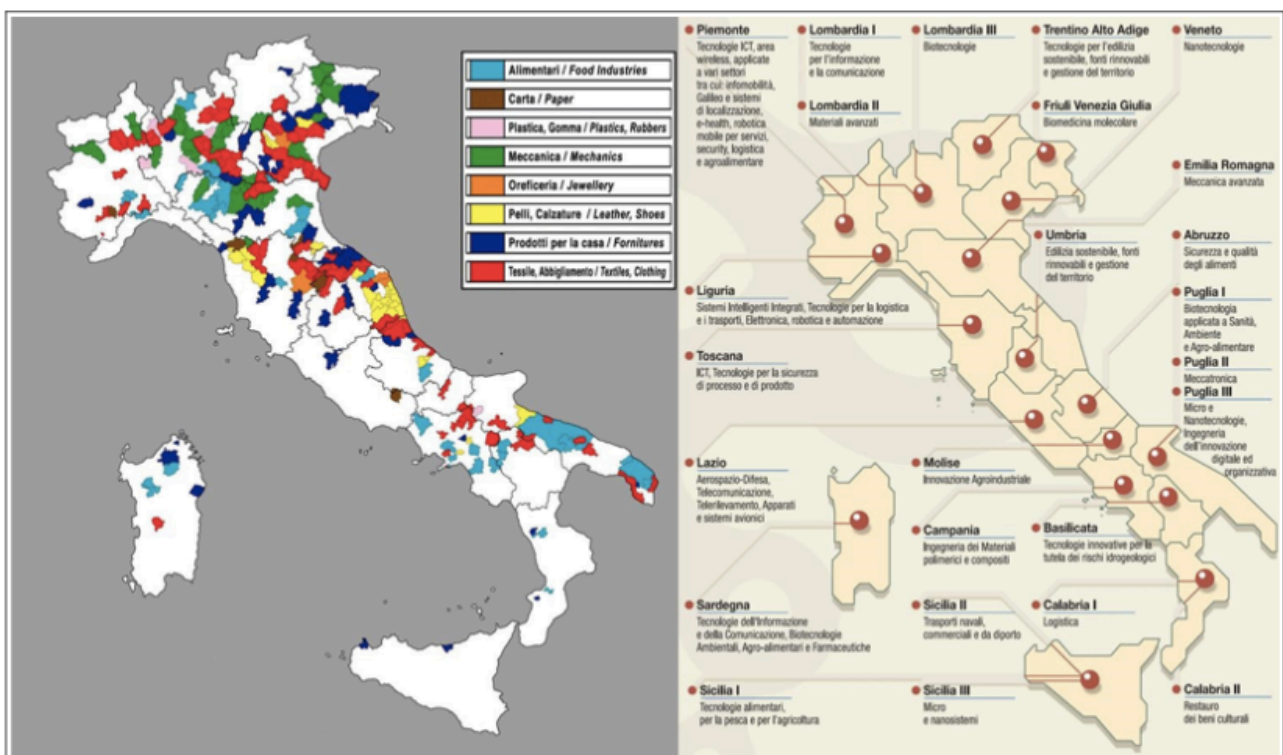 Alimentari / Food Industries
Carta / Paper
Plastica, Gomma / Plastics, Rubbers
Meccanica / Mechanics
Oreficeria / Jewellery
Pelli, Calzature / Leather, Shoes
Prodotti per la casa / Fornitures
Tessile, Abbigliamento / Textiles, Clothing
Piemonte
Tecnologie ICT, area
wireless, applicate
a vari settori
tra cui: infomobilità,
Galileo e sistemi
di localizzazione,
e-health, robotica
mobile per servizi,
security, logistica
e agroalimentare
Lombardia I
Tecnologie
per l'informazione
e la comunicazione
Lombardia II
Materiali avanzati
Lombardia III
Biotecnologie
Trentino Alto Adige
Tecnologie per l'edilizia
sostenibile, fonti rinnovabili
e gestione del territorio
Friuli Venezia Giulia
Biomedicina molecolare
Veneto
Nanotecnologie
Emilia Romagna
Meccanica avanzata
Umbria
Edilizia sostenibile, fonti
rinnovabili e gestione
del territorio
Abruzzo
Sicurezza e qualità
degli alimenti
Liguria
Sistemi Intelligenti Integrati, Tecnologie per la logistica
e i trasporti, Elettronica, robotica e automazione
Puglia I
Biotecnologia
applicata a Sanità,
Ambiente
e Agro-alimentare
Puglia II
Meccatronica
Puglia III
Micro e
Nanotecnologie,
Ingegneria
dell'innovazione
digitale ed
organizzativa
Toscana
ICT, Tecnologie per la sicurezza
di processo e di prodotto
Lazio
Aerospazio-Difesa,
Telecomunicazione,
Telerilevamento, Apparati
e sistemi avionici
Molise
Innovazione Agroindustriale
Campania
Ingegneria dei Materiali
polimerici e compositi
Basilicata
Tecnologie innovative per la
tutela dei rischi idrogeologici
Sardegna
Tecnologie dell'Informazione
e della Comunicazione, Biotecnologie
Ambientali, Agro-alimentari e Farmaceutiche
Sicilia II
Trasporti navali,
commerciali e da diporto
Calabria I
Logistica
Sicilia I
Tecnologie alimentari,
per la pesca e per l'agricoltura
Sicilia III
Micro
e nanosistemi
Calabria II
Restauro
dei beni culturali